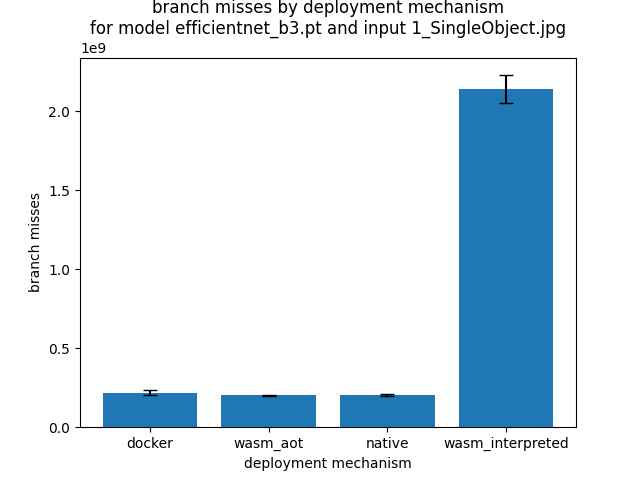 branch misses by deployment mechanism
for model efficientnet_b3.pt and input 1_SingleObject.jpg
1e9
2.0
1.5
1.0
0.5
0.0
branch misses
docker
wasm_aot
native
wasm_interpreted
deployment mechanism